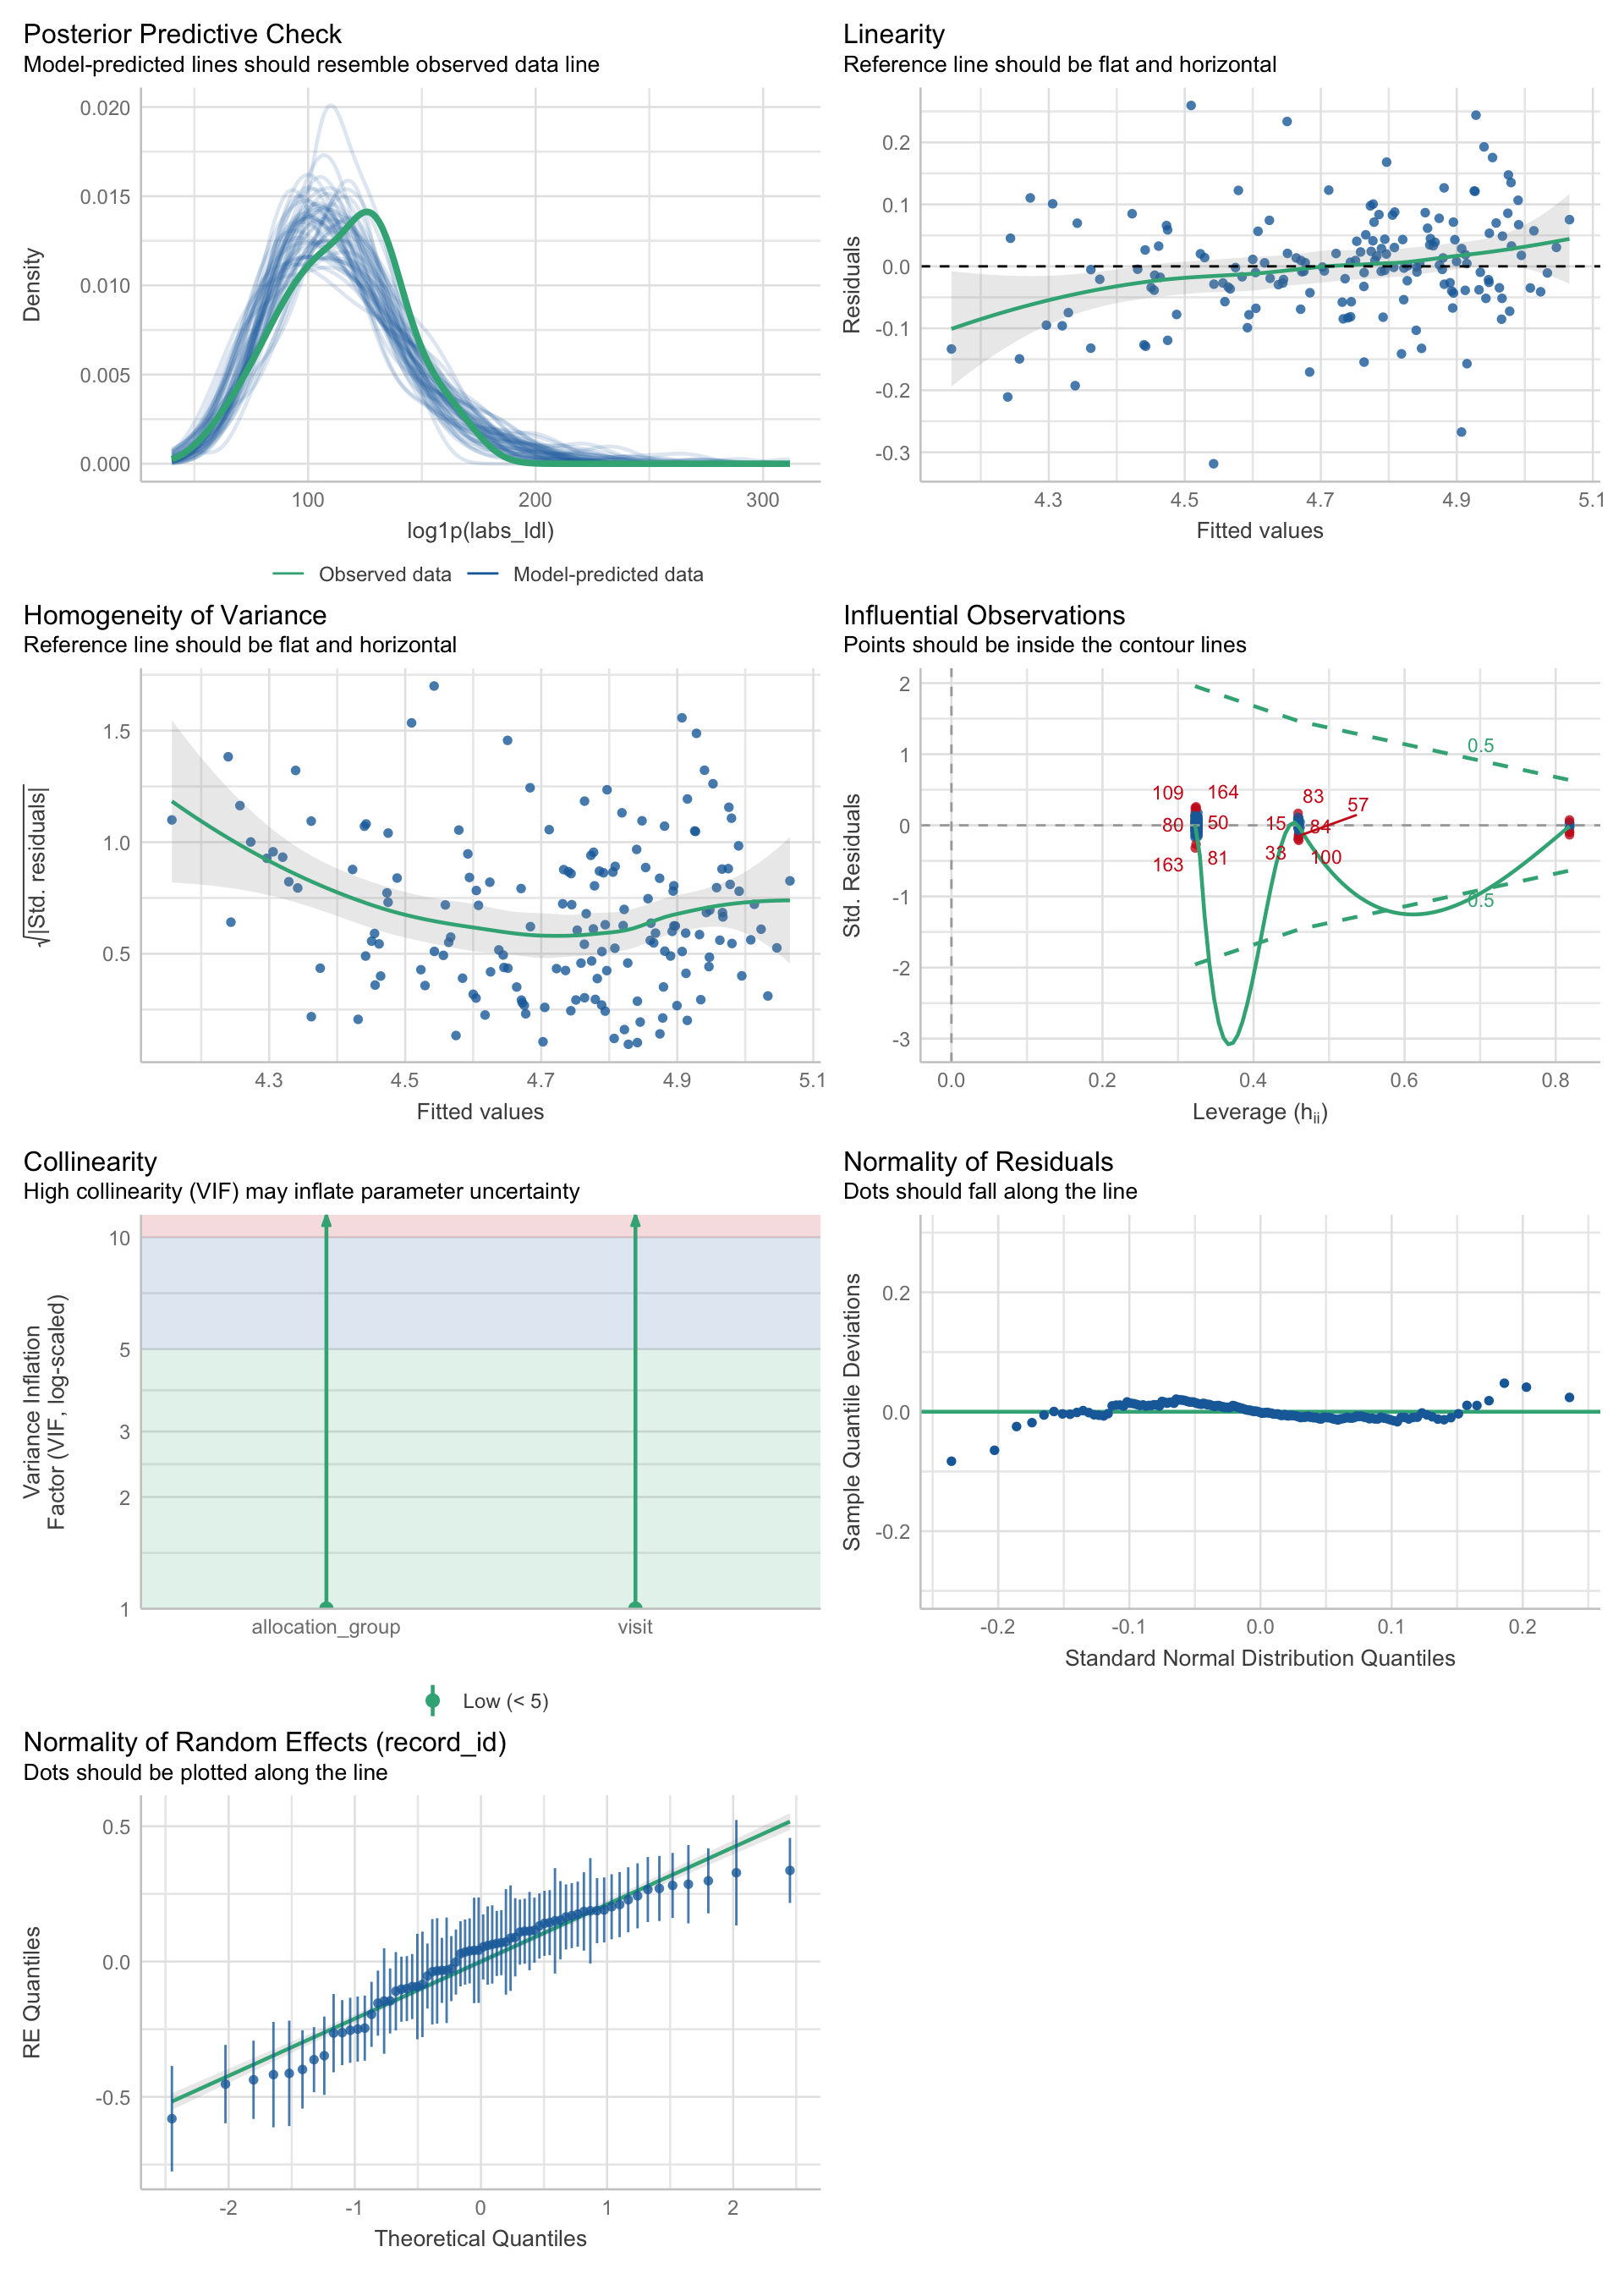 Posterior Predictive Check
Model-predicted lines should resemble observed data line
0.020
0.015
0.010
0.005
0.000
Density
100
200
300
log1p(labs_ldl)
Observed data
Model-predicted data
Linearity
Reference line should be flat and horizontal
0.2
0.1
0.0
-0.1
-0.2
-0.3
Residuals
4.3
4.5
4.7
4.9
5.1
Fitted values
Homogeneity of Variance
Reference line should be flat and horizontal
1.5
1.0
0.5
√|Std. residuals|
4.3
4.5
4.7
4.9
5.1
Fitted values
Influential Observations
Points should be inside the contour lines
2
1
0
-1
-2
-3
Std. Residuals
0.5
109
164
83
57
80
50
15
84
163
81
33
100
0.5
0.0
0.2
0.4
0.6
0.8
Leverage (hii)
Collinearity
High collinearity (VIF) may inflate parameter uncertainty
10
5
3
2
1
Variance Inflation
Factor (VIF, log-scaled)
allocation_group
visit
Low (< 5)
Normality of Residuals
Dots should fall along the line
0.2
0.0
-0.2
Sample Quantile Deviations
-0.2
-0.1
0.0
0.1
0.2
Standard Normal Distribution Quantiles
Normality of Random Effects (record_id)
Dots should be plotted along the line
0.5
0.0
-0.5
RE Quantiles
-2
-1
0
1
2
Theoretical Quantiles